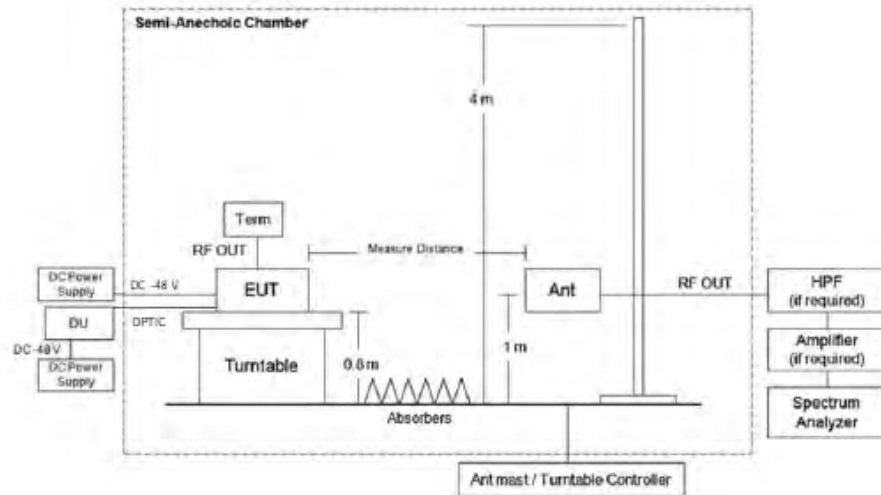 Semi-Anechoic Chamber
4 m
Term
RF OUT
Measure Distance
DC Power
Supply
DC -48 V
EUT
Ant
RF OUT
HPF
(if required)
DU
OPTIC
DC -48 V
DC Power
Supply
Turntable
0.8 m
1 m
Amplifier
(if required)
Absorbers
Spectrum
Analyzer
Ant mast / Turntable Controller